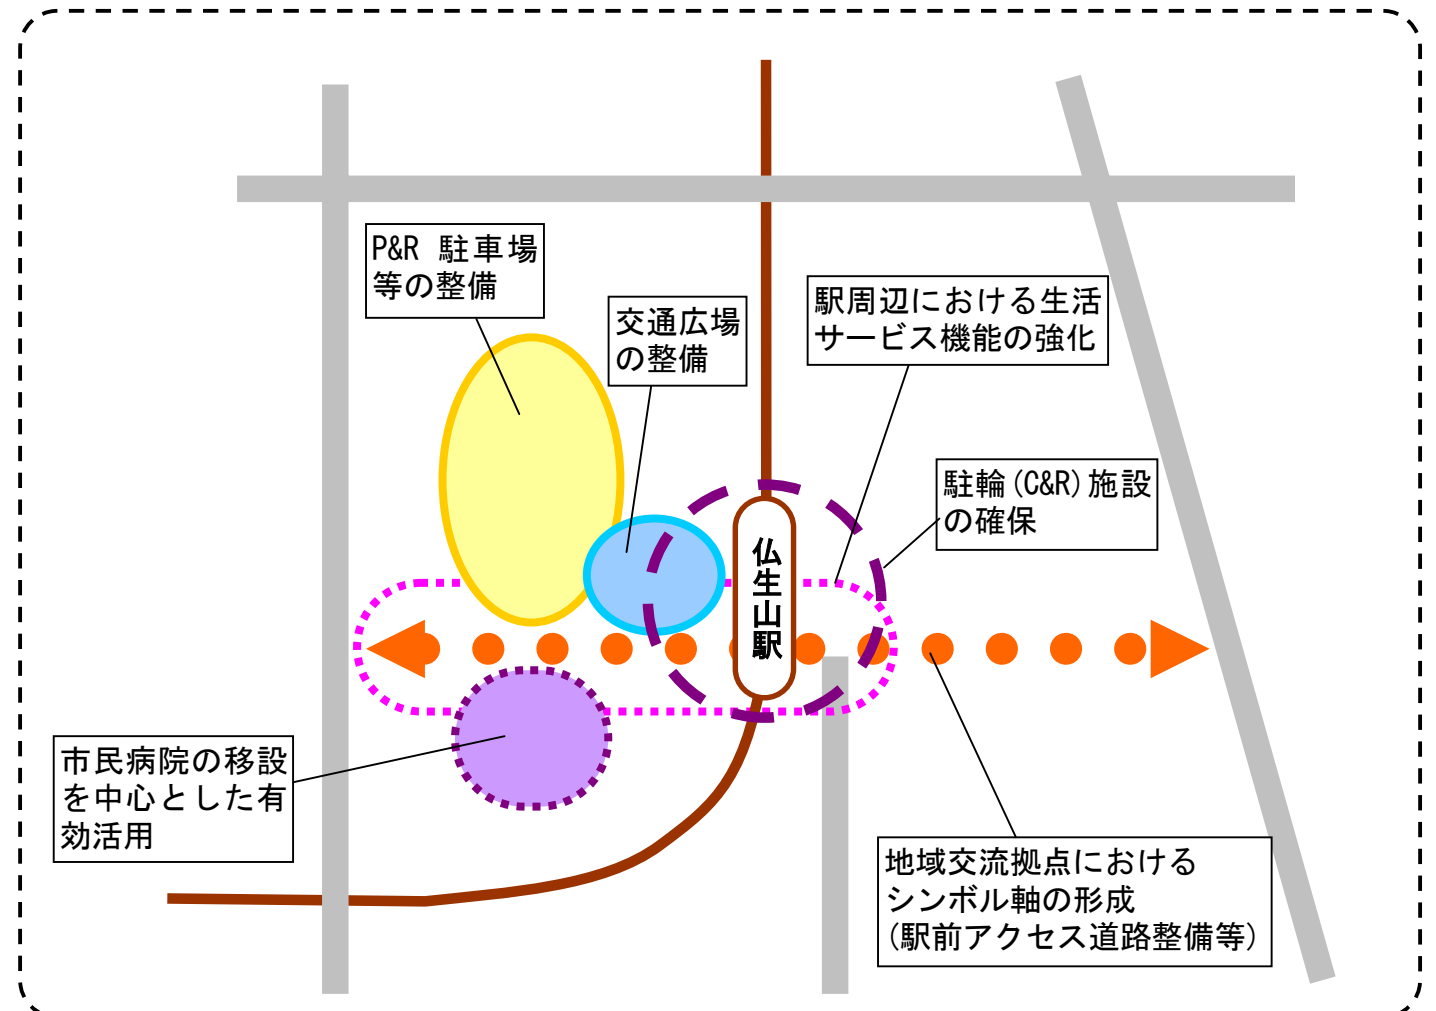 P&R 駐車場
等の整備
交通広場
の整備
駅周辺における生活
サービス機能の強化
駐輪(C&R)施設
の確保
仏生山駅
市民病院の移設
を中心とした有
効活用
地域交流拠点における
シンボル軸の形成
(駅前アクセス道路整備等)